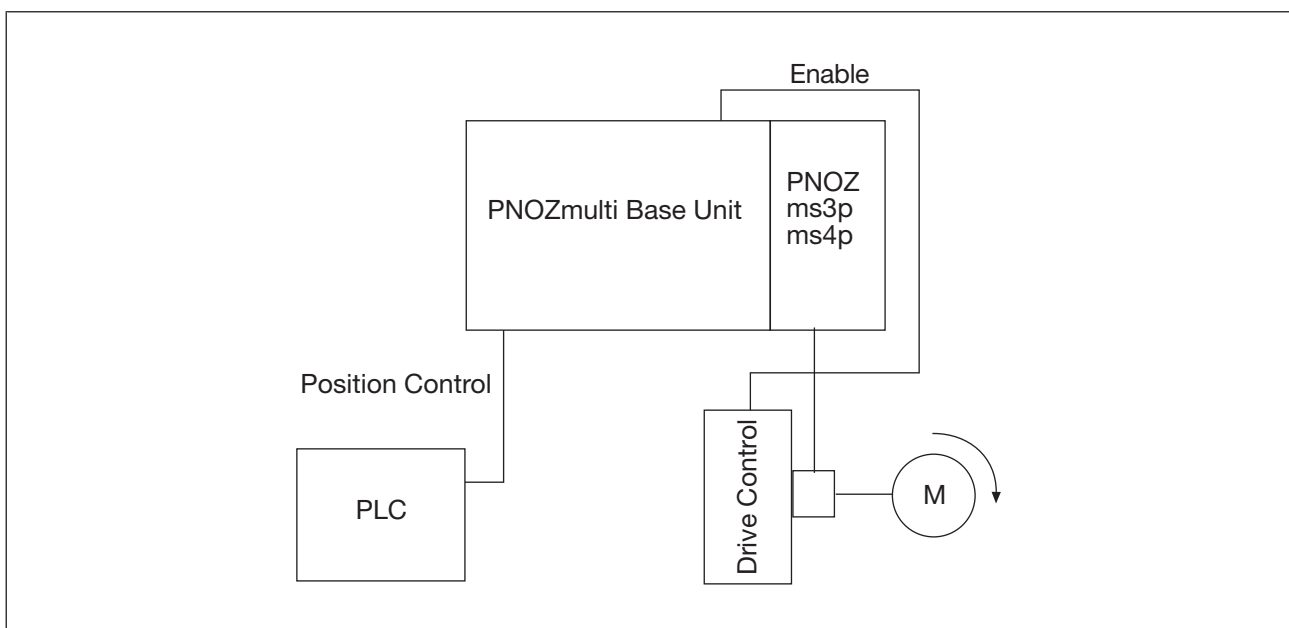 Enable
PNOZmulti Base Unit
PNOZ
ms3p
ms4p
Position Control
PLC
Drive Control
M